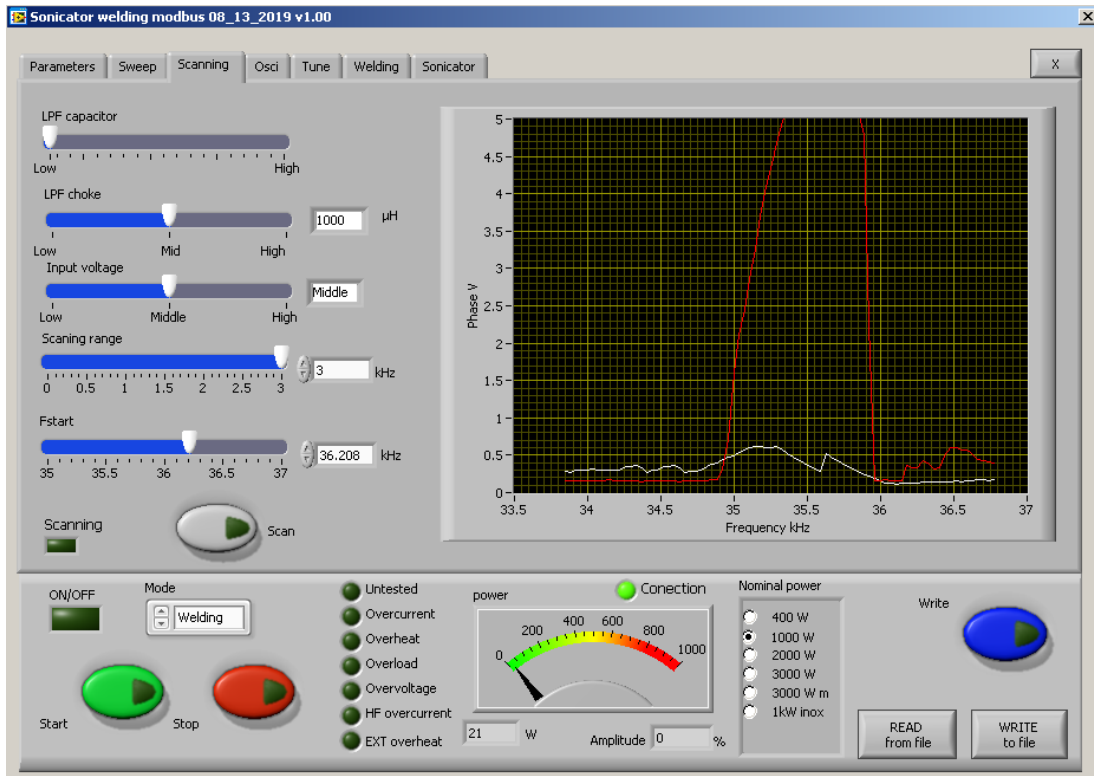 Sonicator welding modbus 08_13_2019 v1.00
Parameters Sweep Scanning Osci Tune Welding Sonicator X
LPF capacitor
Low High
LPF choke
1000 µH
Low Mid High
Input voltage
Middle
Low Middle High
Scaning range
3 kHz
0 0.5 1 1.5 2 2.5 3
Fstart
36.208 kHz
35 35.5 36 36.5 37
Scanning
Scan
Phase V
5
4.5
4
3.5
3
2.5
2
1.5
1
0.5
0
33.5 34 34.5 35 35.5 36 36.5 37
Frequency kHz
ON/OFF
Mode
Welding
Start
Stop
Untested
Overcurrent
Overheat
Overload
Overvoltage
HF overcurrent
EXT overheat
Conection
power
0 200 400 600 800 1000
21 W
Amplitude 0 %
Nominal power
400 W
1000 W
2000 W
3000 W
3000 W m
1kW inox
Write
READ
from file
WRITE
to file